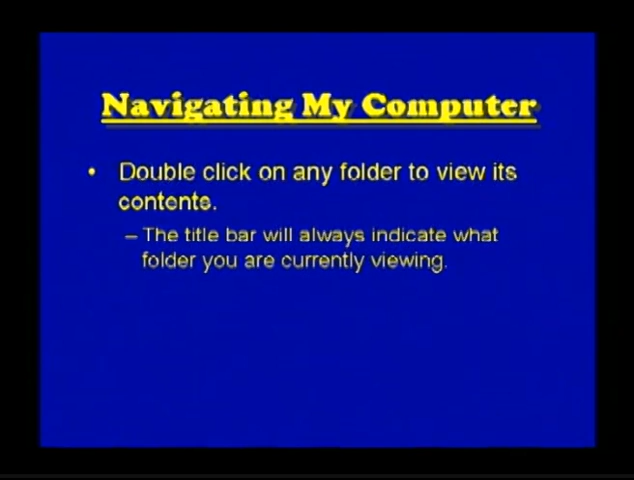 Navigating My Computer
• Double click on any folder to view its
contents.
– The title bar will always indicate what
folder you are currently viewing.